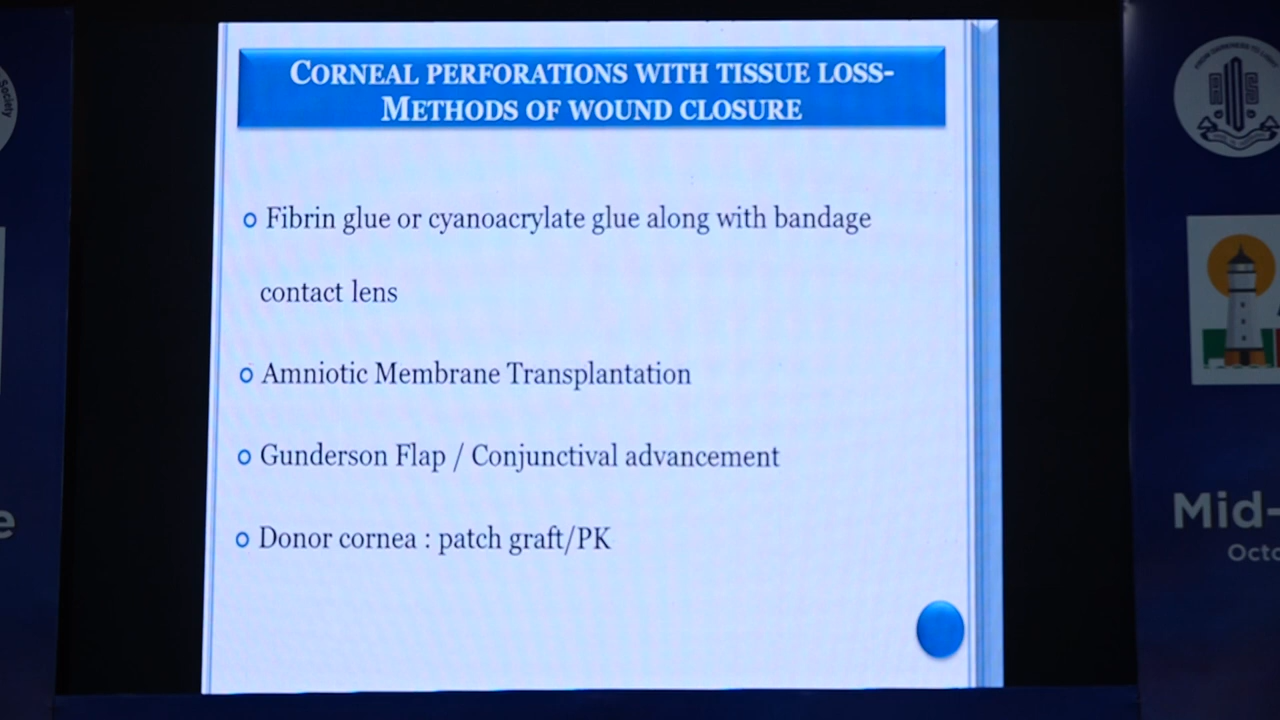 CORNEAL PERFORATIONS WITH TISSUE LOSS-
METHODS OF WOUND CLOSURE
Fibrin glue or cyanoacrylate glue along with bandage
contact lens
Amniotic Membrane Transplantation
Gunderson Flap / Conjunctival advancement
Donor cornea : patch graft/PK
Society
e
Mid-
Octo